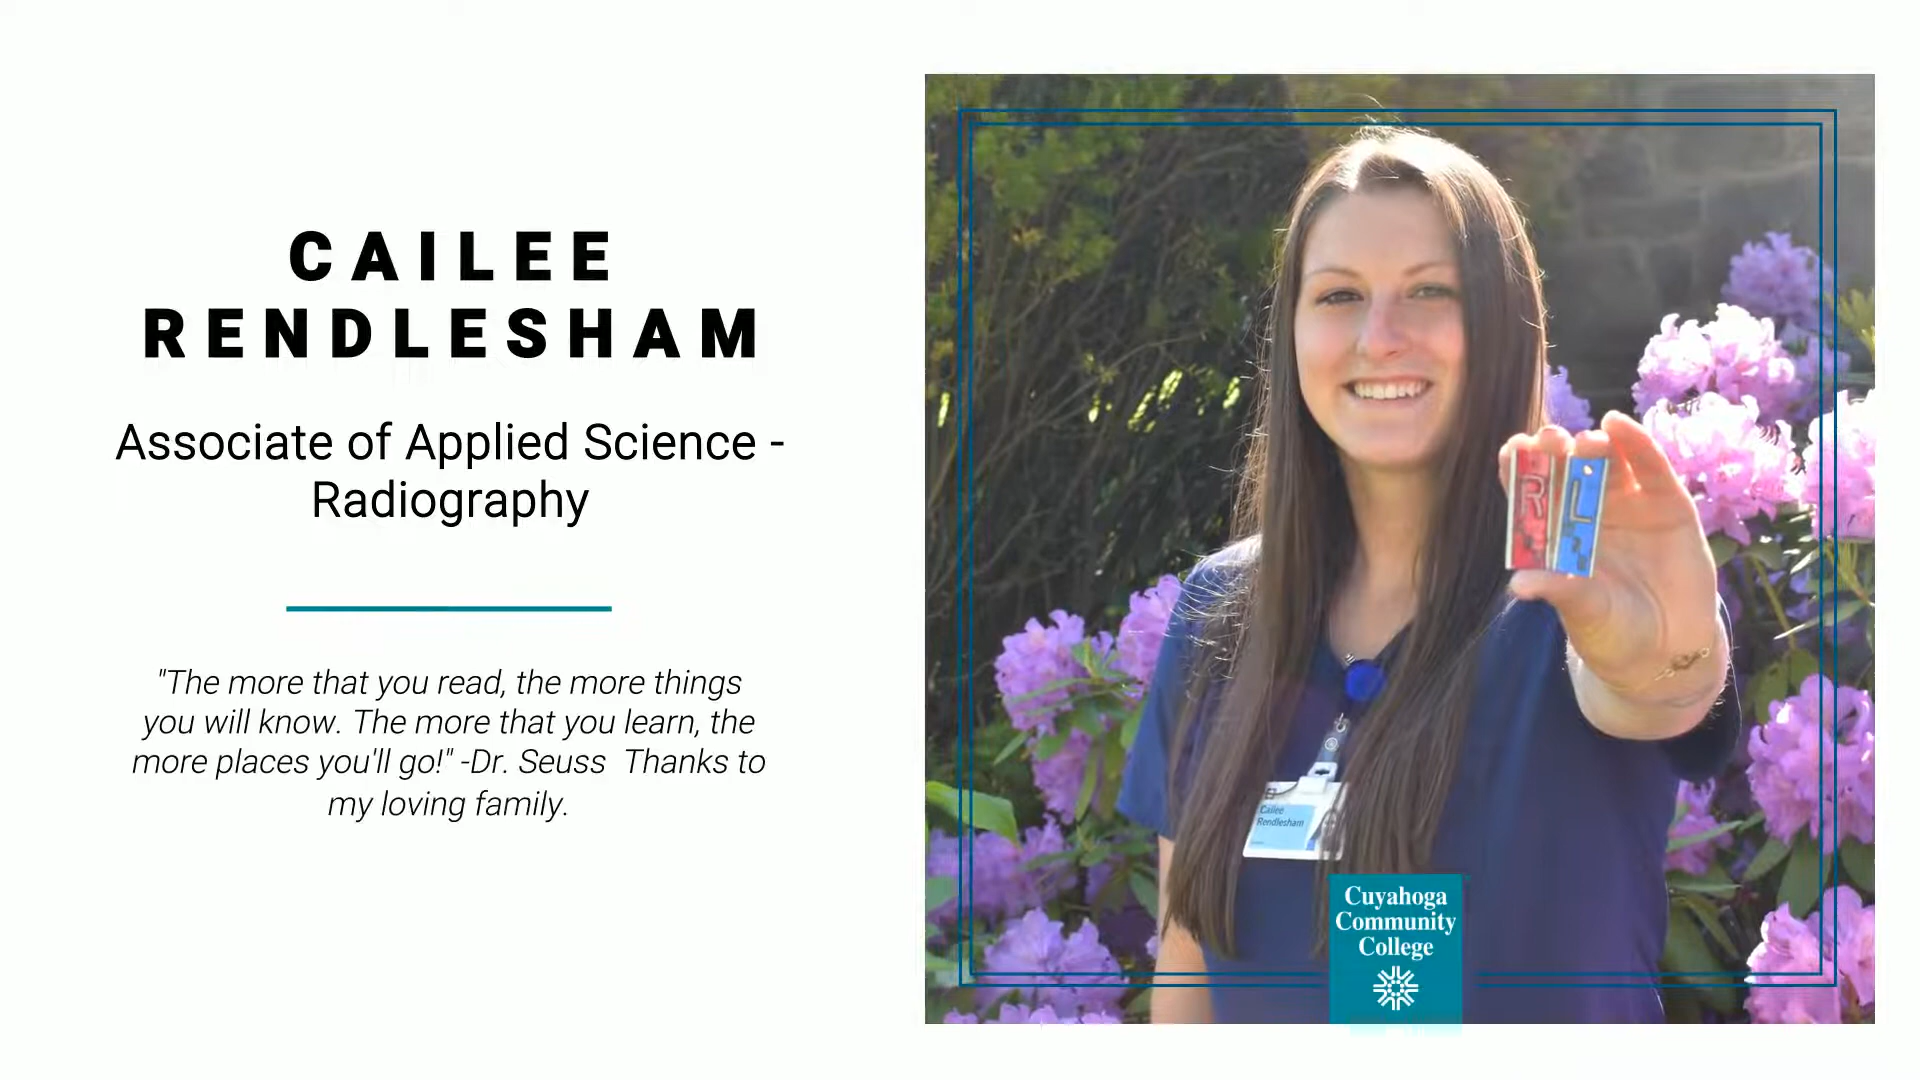 CAILEE
RENDLESHAM
Associate of Applied Science -
Radiography
"The more that you read, the more things
you will know. The more that you learn, the
more places you'll go!" -Dr. Seuss  Thanks to
my loving family.
R L
Cailee
Rendlesham
Cuyahoga
Community
College